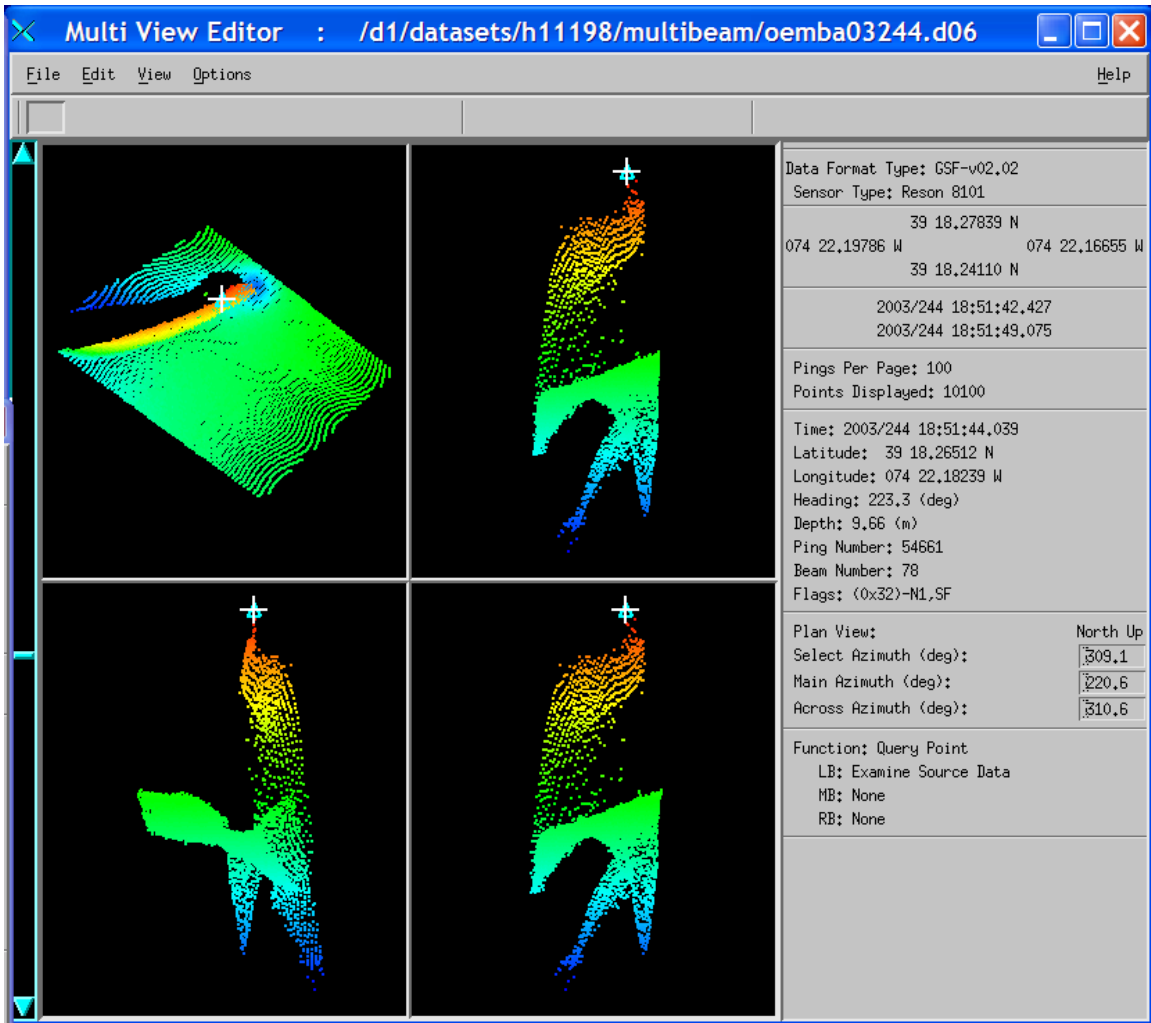 Multi View Editor : /d1/datasets/h11198/multibeam/oemba03244.d06
File Edit View Options Help
Data Format Type: GSF-v02.02
Sensor Type: Reson 8101
39 18.27839 N
074 22.19786 W 074 22.16655 W
39 18.24110 N
2003/244 18:51:42.427
2003/244 18:51:49.075
Pings Per Page: 100
Points Displayed: 10100
Time: 2003/244 18:51:44.039
Latitude: 39 18.26512 N
Longitude: 074 22.18239 W
Heading: 223.3 (deg)
Depth: 9.66 (m)
Ping Number: 54661
Beam Number: 78
Flags: (0x32)-N1,SF
Plan View: North Up
Select Azimuth (deg): 309.1
Main Azimuth (deg): 220.6
Across Azimuth (deg): 310.6
Function: Query Point
LB: Examine Source Data
MB: None
RB: None